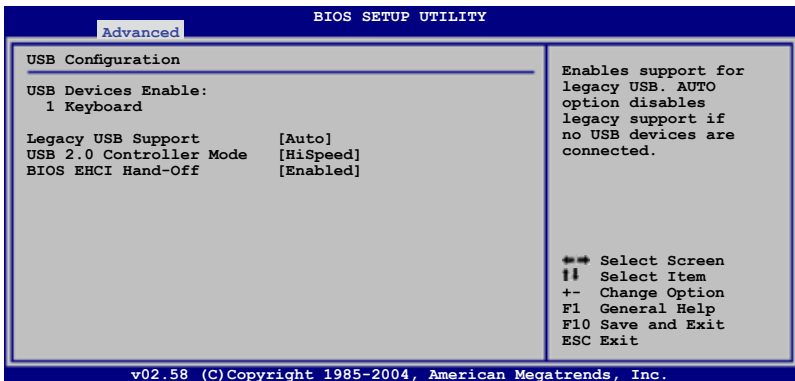 BIOS SETUP UTILITY
Advanced
USB Configuration
USB Devices Enable:
1 Keyboard
Legacy USB Support [Auto]
USB 2.0 Controller Mode [HiSpeed]
BIOS EHCI Hand-Off [Enabled]
Enables support for
legacy USB. AUTO
option disables
legacy support if
no USB devices are
connected.
←→ Select Screen
↑↓ Select Item
+- Change Option
F1 General Help
F10 Save and Exit
ESC Exit
v02.58 (C)Copyright 1985-2004, American Megatrends, Inc.